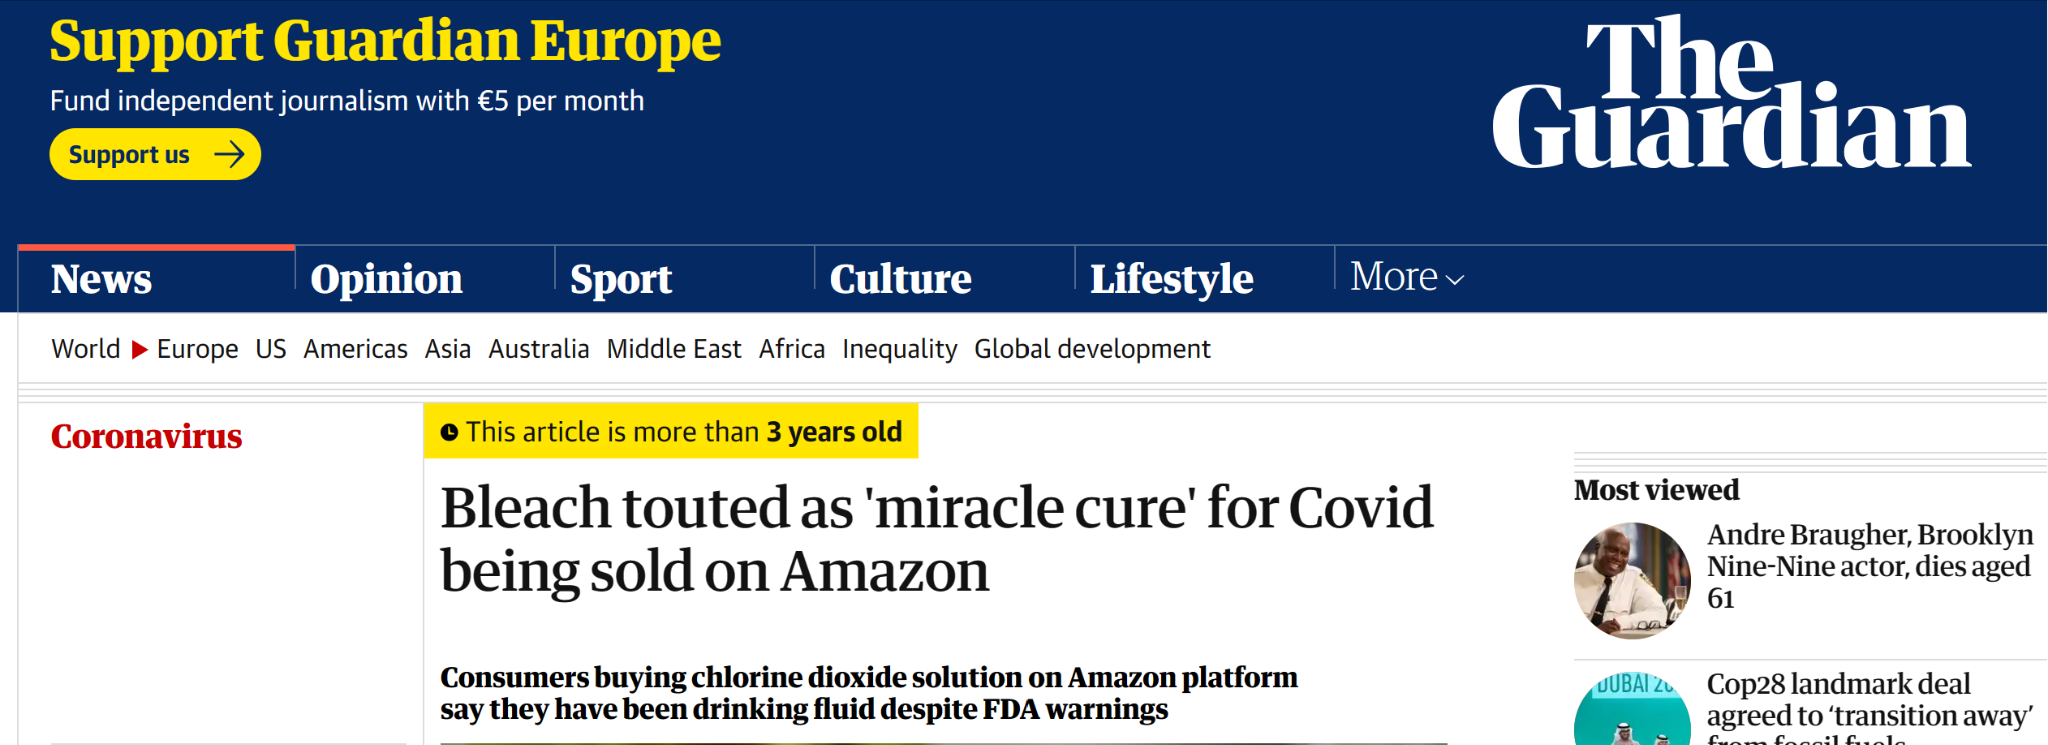 Support Guardian Europe
Fund independent journalism with €5 per month
Support us
The
Guardian
News
Opinion
Sport
Culture
Lifestyle
More
World Europe US Americas Asia Australia Middle East Africa Inequality Global development
Coronavirus
This article is more than 3 years old
Bleach touted as 'miracle cure' for Covid
being sold on Amazon
Consumers buying chlorine dioxide solution on Amazon platform
say they have been drinking fluid despite FDA warnings
Most viewed
Andre Braugher, Brooklyn
Nine-Nine actor, dies aged
61
DUBAI
Cop28 landmark deal
agreed to ‘transition away’
from fossil fuels